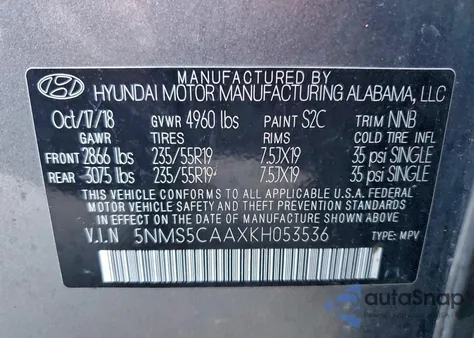 MANUFACTURED BY
HYUNDAI MOTOR MANUFACTURING ALABAMA, LLC
Oct/17/18 GVWR 4960 lbs PAINT S2C TRIM NNB
GAWR TIRES RIMS COLD TIRE INFL
FRONT 2866 lbs 235/55R19 7.5JX19 35 psi SINGLE
REAR 3075 lbs 235/55R19 7.5JX19 35 psi SINGLE
THIS VEHICLE CONFORMS TO ALL APPLICABLE U.S.A. FEDERAL
MOTOR VEHICLE SAFETY AND THEFT PREVENTION STANDARDS
IN EFFECT ON THE DATE OF MANUFACTURE SHOWN ABOVE.
V.I.N 5NMS5CAAXKH053536 TYPE: MPV
autoSnap